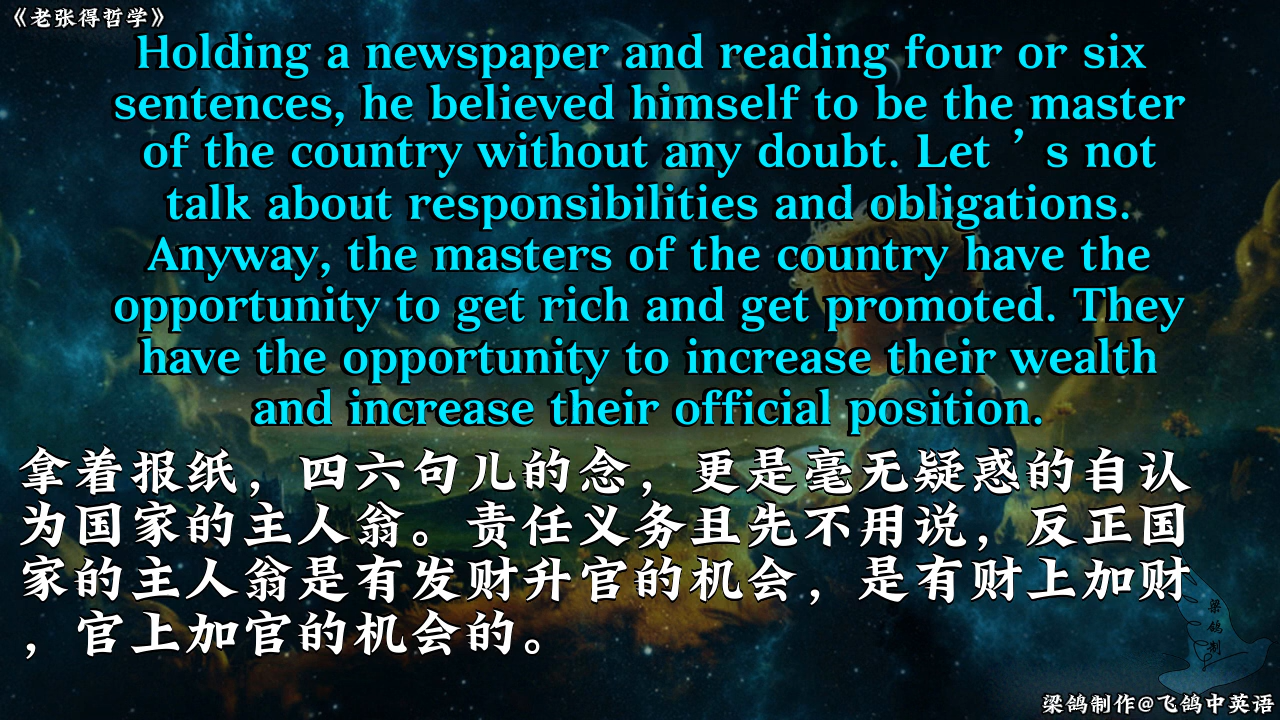 《老张得哲学》
Holding a newspaper and reading four or six
sentences, he believed himself to be the master
of the country without any doubt. Let ’ s not
talk about responsibilities and obligations.
Anyway, the masters of the country have the
opportunity to get rich and get promoted. They
have the opportunity to increase their wealth
and increase their official position.
拿着报纸，四六句儿的念，更是毫无疑惑的自认
为国家的主人翁。责任义务且先不用说，反正国
家的主人翁是有发财升官的机会，是有财上加财
，官上加官的机会的。
梁鸽制
梁鸽制作@飞鸽中英语